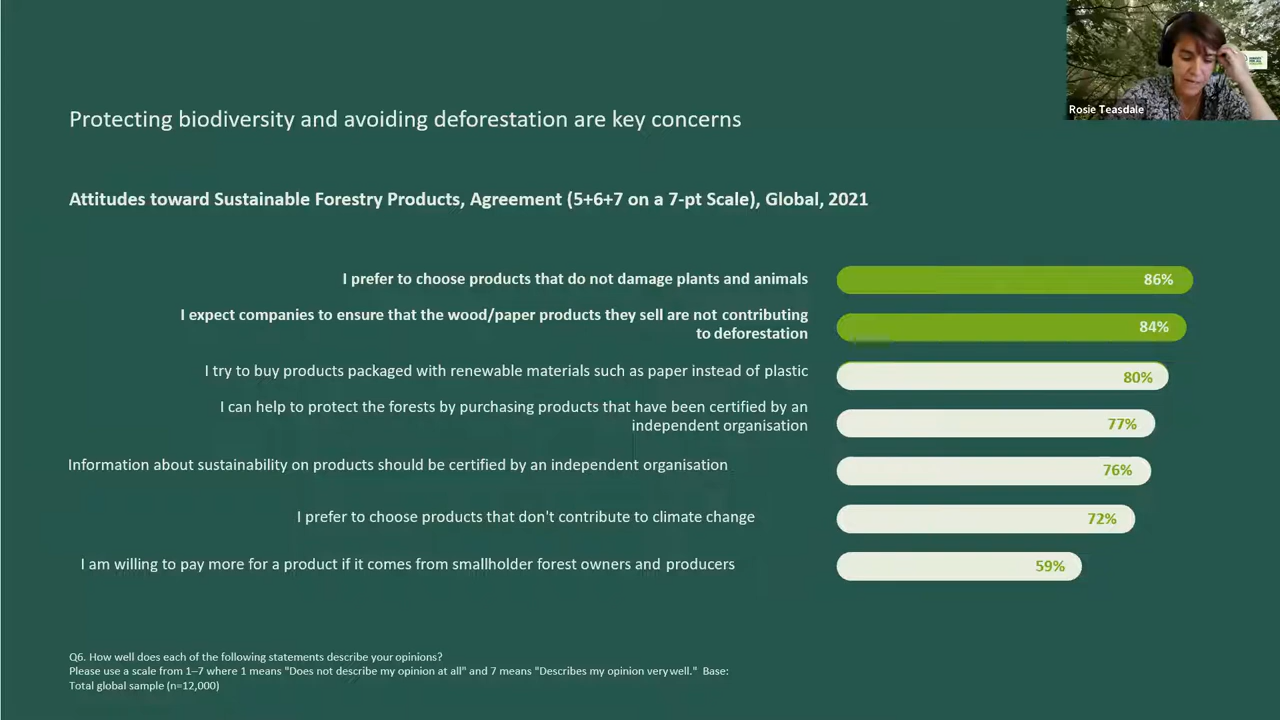 Rosie Teasdale
Protecting biodiversity and avoiding deforestation are key concerns
Attitudes toward Sustainable Forestry Products, Agreement (5+6+7 on a 7-pt Scale), Global, 2021
I prefer to choose products that do not damage plants and animals
86%
I expect companies to ensure that the wood/paper products they sell are not contributing
to deforestation
84%
I try to buy products packaged with renewable materials such as paper instead of plastic
80%
I can help to protect the forests by purchasing products that have been certified by an
independent organisation
77%
Information about sustainability on products should be certified by an independent organisation
76%
I prefer to choose products that don't contribute to climate change
72%
I am willing to pay more for a product if it comes from smallholder forest owners and producers
59%
Q6. How well does each of the following statements describe your opinions?
Please use a scale from 1–7 where 1 means "Does not describe my opinion at all" and 7 means "Describes my opinion very well." Base:
Total global sample (n=12,000)